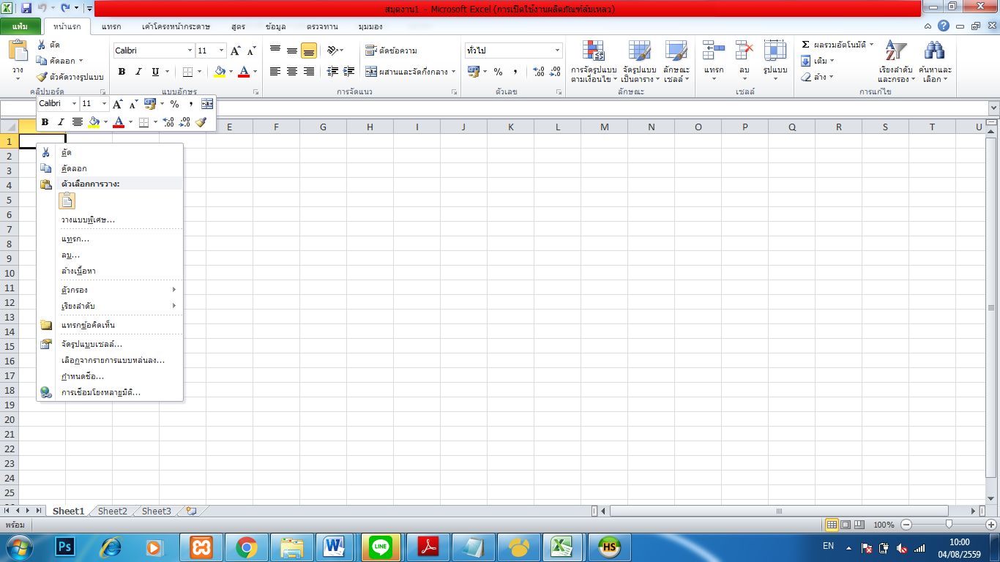 สมุดงาน1 - Microsoft Excel (การเปิดใช้งานผลิตภัณฑ์ล้มเหลว)
แฟ้ม หน้าแรก แทรก เค้าโครงหน้ากระดาษ สูตร ข้อมูล ตรวจทาน มุมมอง
วาง
ตัด
คัดลอก
ตัวคัดวางรูปแบบ
คลิปบอร์ด
Calibri 11
B I U
แบบอักษร
ตัดข้อความ
ผสานและจัดกึ่งกลาง
การจัดแนว
ทั่วไป
% ,
ตัวเลข
การจัดรูปแบบ
ตามเงื่อนไข
จัดรูปแบบ
เป็นตาราง
ลักษณะ
เซลล์
ลักษณะ
แทรก ลบ รูปแบบ
เซลล์
Σ ผลรวมอัตโนมัติ
เติม
ล้าง
เรียงลำดับ
และกรอง
ค้นหาและ
เลือก
การแก้ไข
Calibri 11 % ,
B I
E F G H I J K L M N O P Q R S T U
1
2
3
4
5
6
7
8
9
10
11
12
13
14
15
16
17
18
19
20
21
22
23
24
25
ตัด
คัดลอก
ตัวเลือกการวาง:
วางแบบพิเศษ...
แทรก...
ลบ...
ล้างเนื้อหา
ตัวกรอง
เรียงลำดับ
แทรกข้อคิดเห็น
จัดรูปแบบเซลล์...
เลือกจากรายการแบบหล่นลง...
กำหนดชื่อ...
การเชื่อมโยงหลายมิติ...
Sheet1 Sheet2 Sheet3
พร้อม
100%
Ps
LINE
HS
EN
10:00
04/08/2559